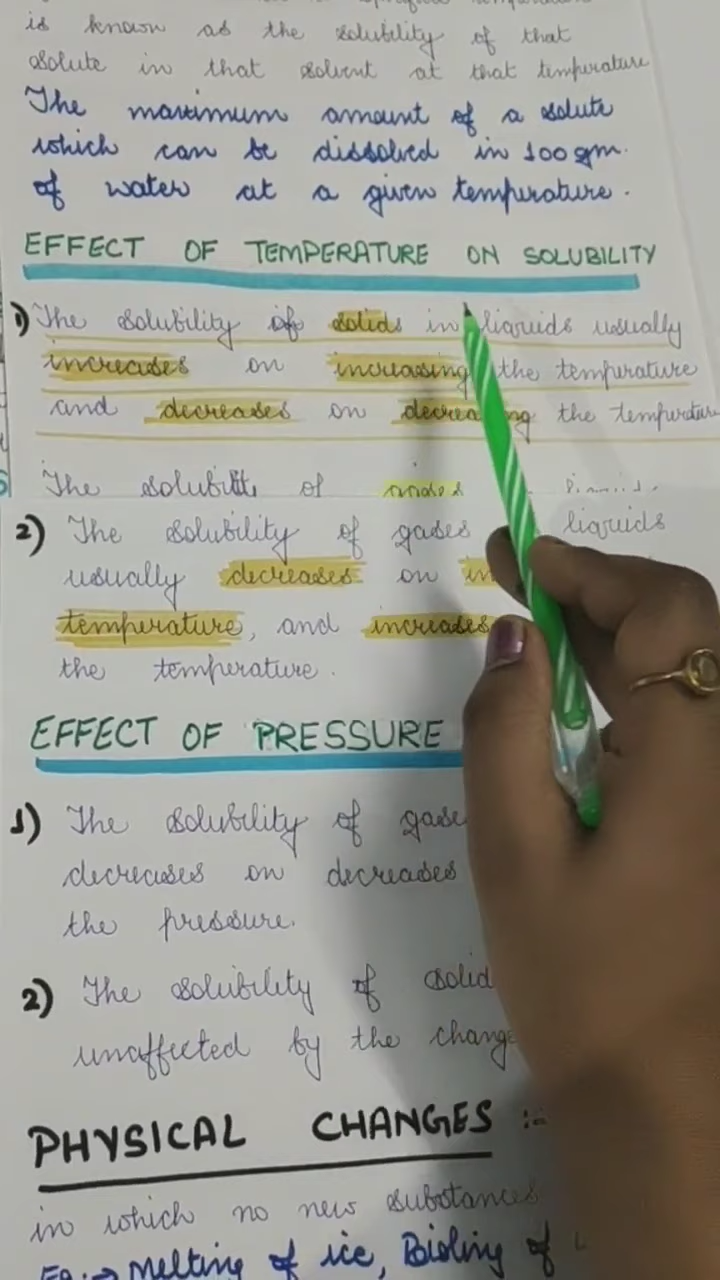 is known as the solubility of that
solute in that solvent at that temperature
The maximum amount of a solute
which can be dissolved in 100 gm.
of water at a given temperature.
EFFECT OF TEMPERATURE ON SOLUBILITY
1) The solubility of solids in liquids usually
increases on increasing the temperature
and decreases on decreasing the temperature
The solubility of
2) The solubility of gases liquids
usually decreases on in
temperature, and increases
the temperature.
EFFECT OF PRESSURE
1) The solubility of gase
decreases on decreases
the pressure.
2) The solubility of solid
unaffected by the change
PHYSICAL CHANGES :-
in which no new substances
Eg:→ Melting of ice, Bioling of